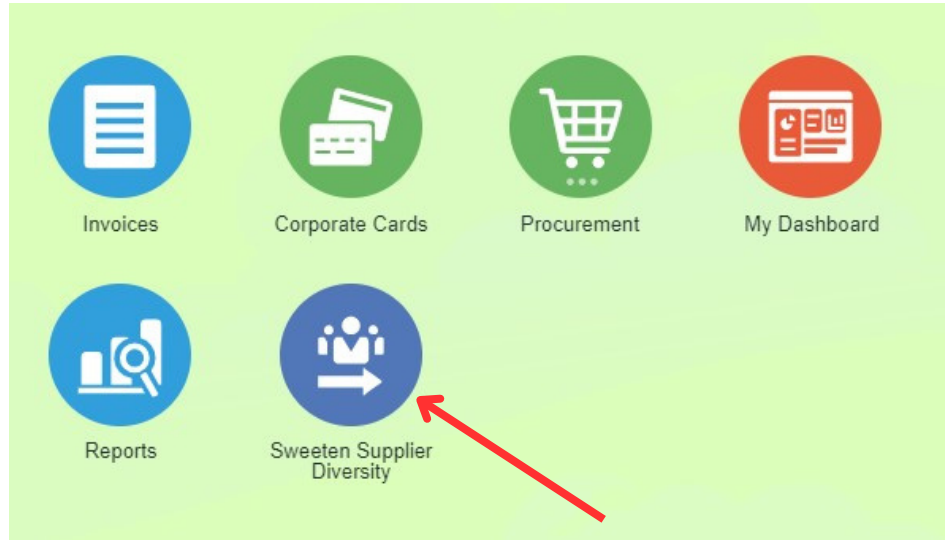 Invoices
Corporate Cards
Procurement
My Dashboard
Reports
Sweeten Supplier
Diversity